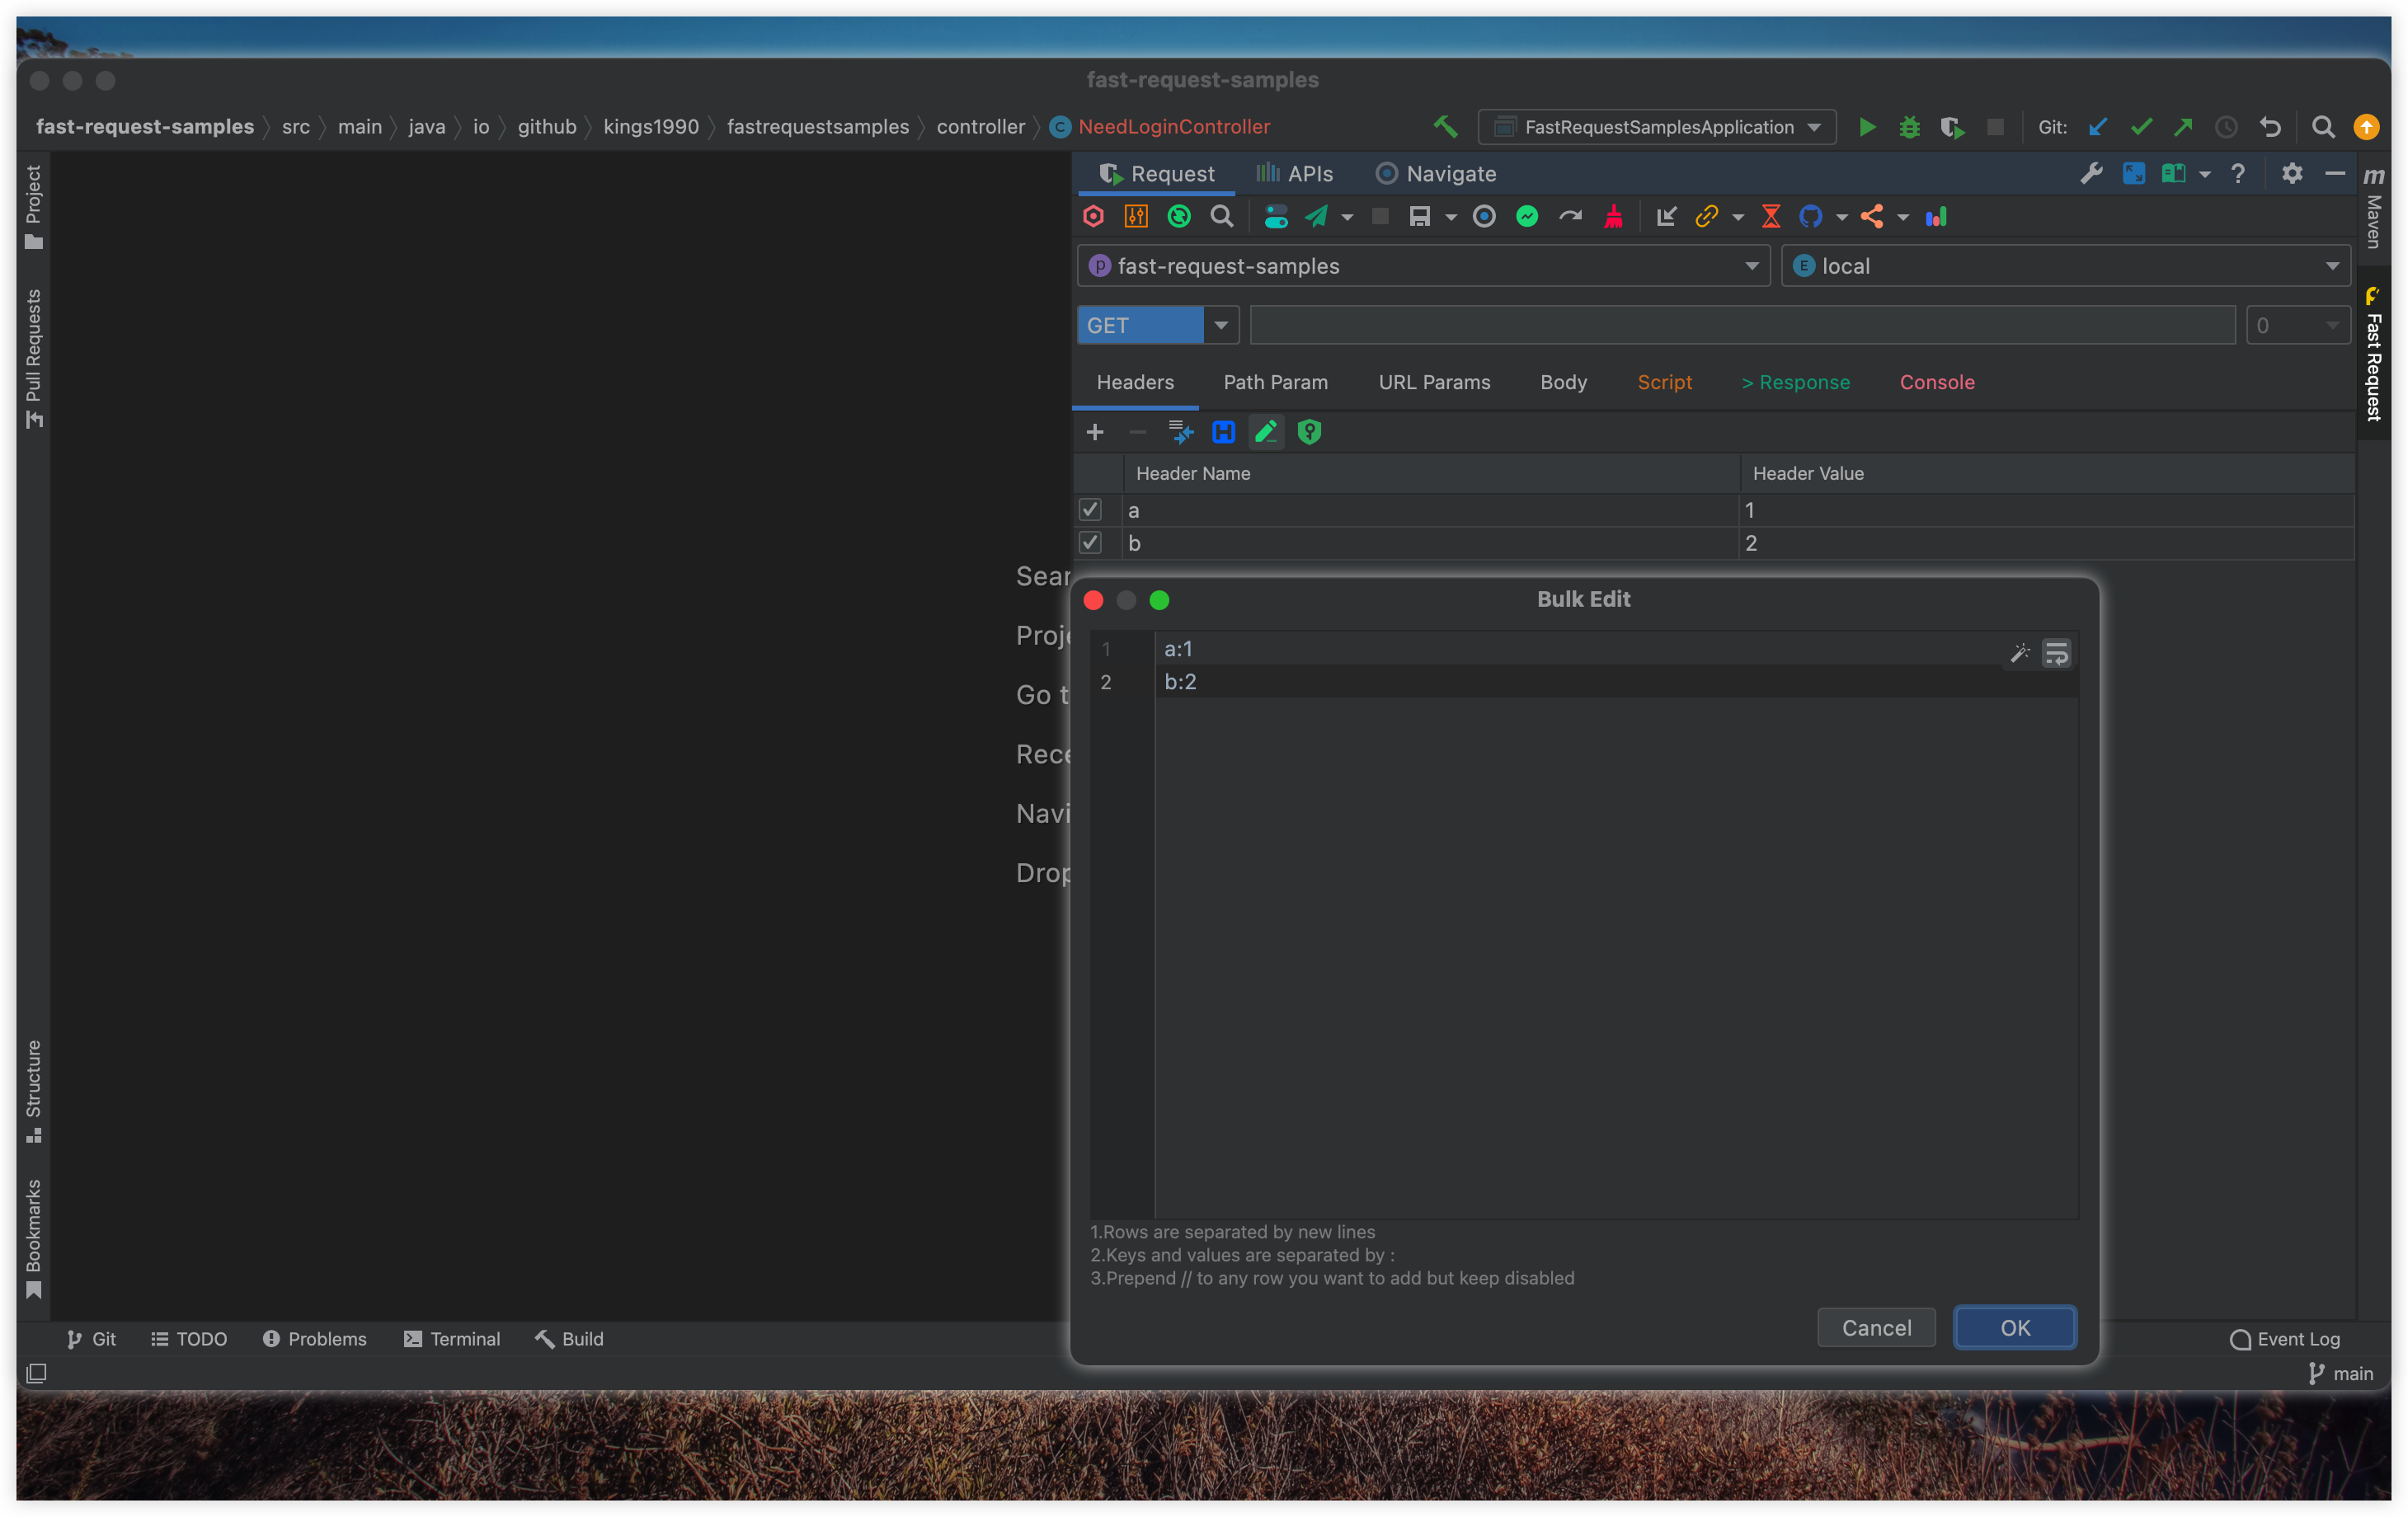 fast-request-samples
fast-request-samples src main java io github kings1990 fastrequestsamples controller C NeedLoginController FastRequestSamplesApplication Git:
Project
Pull Requests
Structure
Bookmarks
Request APIs Navigate
m Maven
Fast Request
p fast-request-samples E local
GET 0
Headers Path Param URL Params Body Script > Response Console
H
Header Name Header Value
a 1
b 2
Sear
Proje
Go t
Rece
Navi
Drop
Bulk Edit
1 a:1
2 b:2
1.Rows are separated by new lines
2.Keys and values are separated by :
3.Prepend // to any row you want to add but keep disabled
Cancel OK
Git TODO Problems Terminal Build Event Log
main